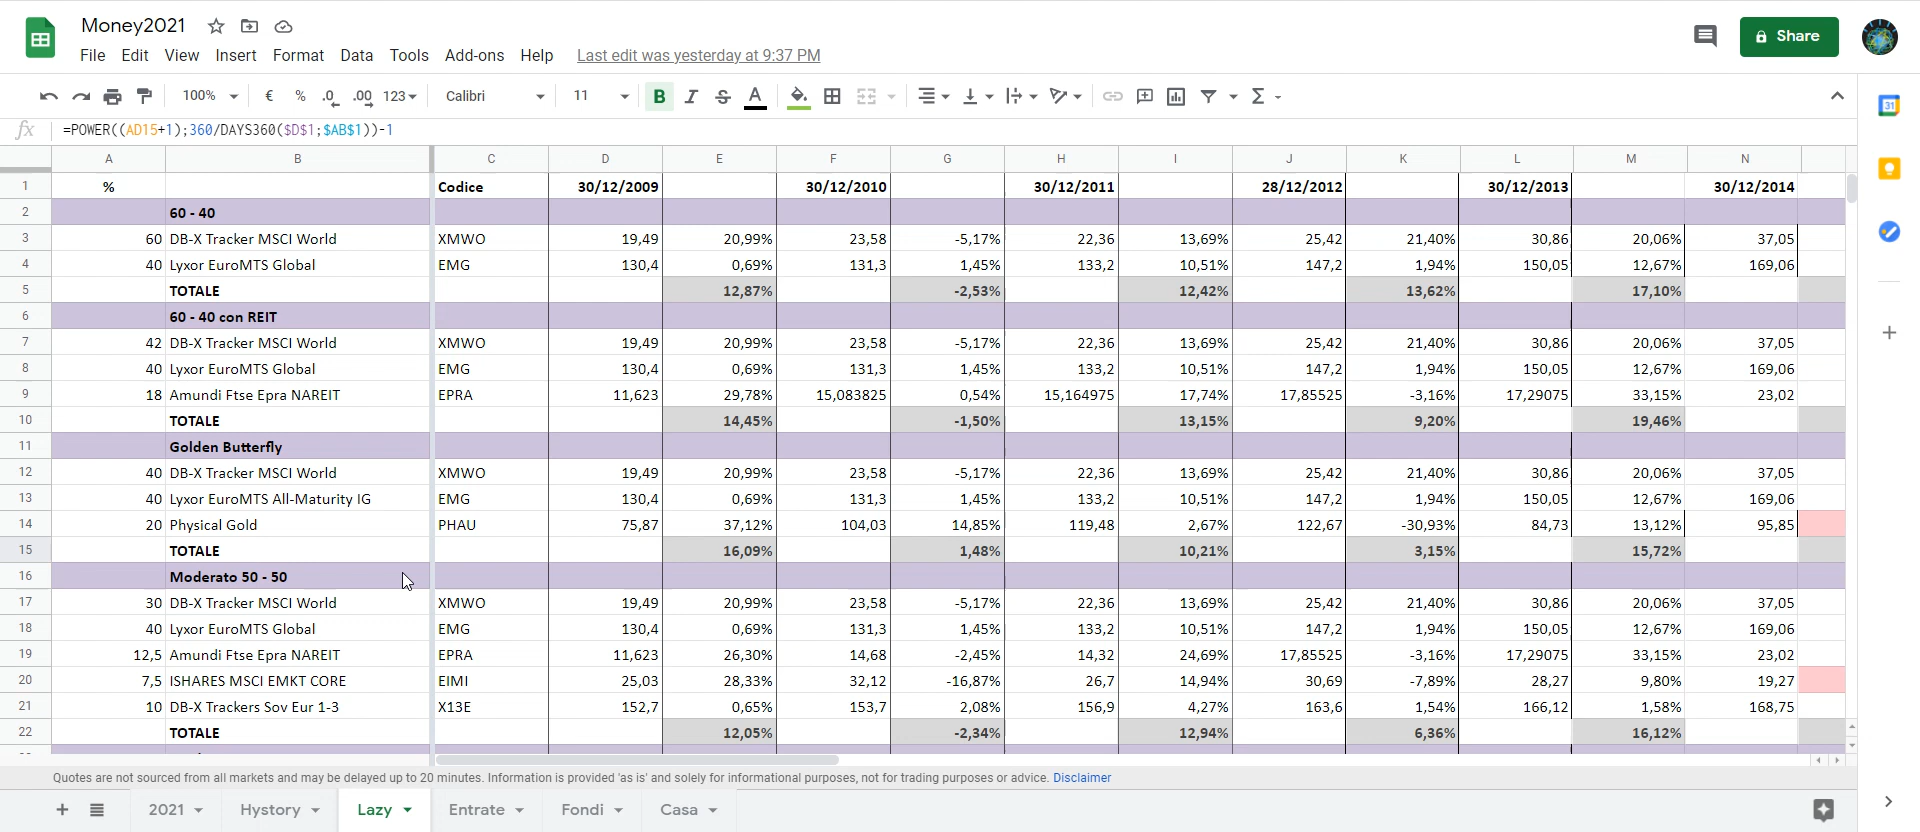 Money2021
File Edit View Insert Format Data Tools Add-ons Help Last edit was yesterday at 9:37 PM
Share
100% € % .0 .00 123 Calibri 11 B I S A Σ
31
fx =POWER((AD15+1);360/DAYS360($D$1;$AB$1))-1
A B C D E F G H I J K L M N
1 % Codice 30/12/2009 30/12/2010 30/12/2011 28/12/2012 30/12/2013 30/12/2014
2 60 - 40
3 60 DB-X Tracker MSCI World XMWO 19,49 20,99% 23,58 -5,17% 22,36 13,69% 25,42 21,40% 30,86 20,06% 37,05
4 40 Lyxor EuroMTS Global EMG 130,4 0,69% 131,3 1,45% 133,2 10,51% 147,2 1,94% 150,05 12,67% 169,06
5 TOTALE 12,87% -2,53% 12,42% 13,62% 17,10%
6 60 - 40 con REIT
7 42 DB-X Tracker MSCI World XMWO 19,49 20,99% 23,58 -5,17% 22,36 13,69% 25,42 21,40% 30,86 20,06% 37,05
8 40 Lyxor EuroMTS Global EMG 130,4 0,69% 131,3 1,45% 133,2 10,51% 147,2 1,94% 150,05 12,67% 169,06
9 18 Amundi Ftse Epra NAREIT EPRA 11,623 29,78% 15,083825 0,54% 15,164975 17,74% 17,85525 -3,16% 17,29075 33,15% 23,02
10 TOTALE 14,45% -1,50% 13,15% 9,20% 19,46%
11 Golden Butterfly
12 40 DB-X Tracker MSCI World XMWO 19,49 20,99% 23,58 -5,17% 22,36 13,69% 25,42 21,40% 30,86 20,06% 37,05
13 40 Lyxor EuroMTS All-Maturity IG EMG 130,4 0,69% 131,3 1,45% 133,2 10,51% 147,2 1,94% 150,05 12,67% 169,06
14 20 Physical Gold PHAU 75,87 37,12% 104,03 14,85% 119,48 2,67% 122,67 -30,93% 84,73 13,12% 95,85
15 TOTALE 16,09% 1,48% 10,21% 3,15% 15,72%
16 Moderato 50 - 50
17 30 DB-X Tracker MSCI World XMWO 19,49 20,99% 23,58 -5,17% 22,36 13,69% 25,42 21,40% 30,86 20,06% 37,05
18 40 Lyxor EuroMTS Global EMG 130,4 0,69% 131,3 1,45% 133,2 10,51% 147,2 1,94% 150,05 12,67% 169,06
19 12,5 Amundi Ftse Epra NAREIT EPRA 11,623 26,30% 14,68 -2,45% 14,32 24,69% 17,85525 -3,16% 17,29075 33,15% 23,02
20 7,5 ISHARES MSCI EMKT CORE EIMI 25,03 28,33% 32,12 -16,87% 26,7 14,94% 30,69 -7,89% 28,27 9,80% 19,27
21 10 DB-X Trackers Sov Eur 1-3 X13E 152,7 0,65% 153,7 2,08% 156,9 4,27% 163,6 1,54% 166,12 1,58% 168,75
22 TOTALE 12,05% -2,34% 12,94% 6,36% 16,12%
Quotes are not sourced from all markets and may be delayed up to 20 minutes. Information is provided 'as is' and solely for informational purposes, not for trading purposes or advice. Disclaimer
2021 Hystory Lazy Entrate Fondi Casa